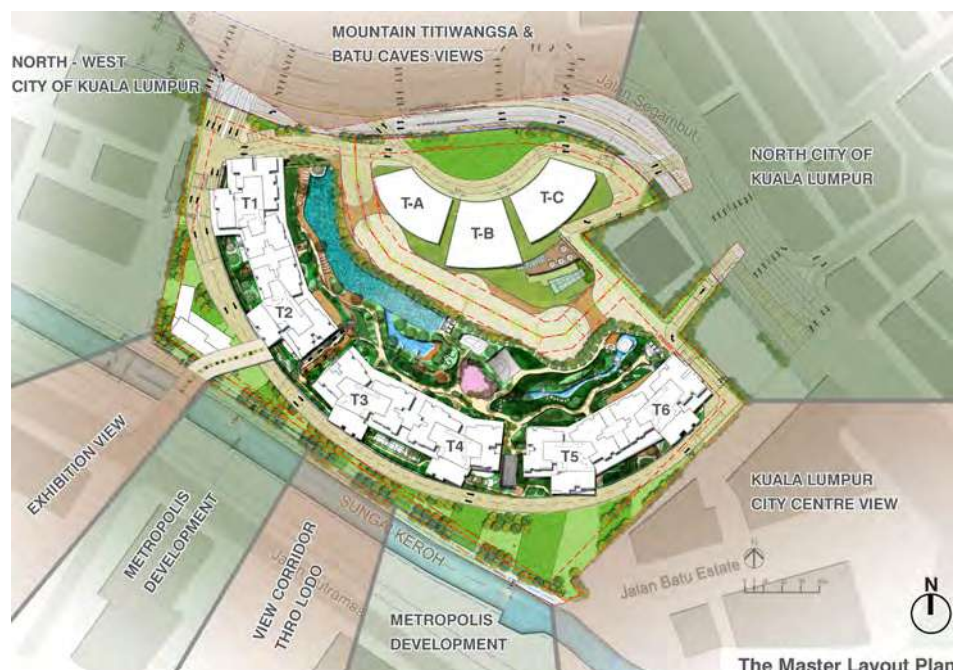 MOUNTAIN TITIWANGSA &
BATU CAVES VIEWS
NORTH - WEST
CITY OF KUALA LUMPUR
Jalan Segambut
NORTH CITY OF
KUALA LUMPUR
T1
T-A
T-B
T-C
T2
T3
T4
T5
T6
EXHIBITION VIEW
METROPOLIS
DEVELOPMENT
VIEW CORRIDOR
THRO LODO
SUNGAI KEROH
METROPOLIS
DEVELOPMENT
KUALA LUMPUR
CITY CENTRE VIEW
Jalan Batu Estate
N
N
The Master Layout Plan